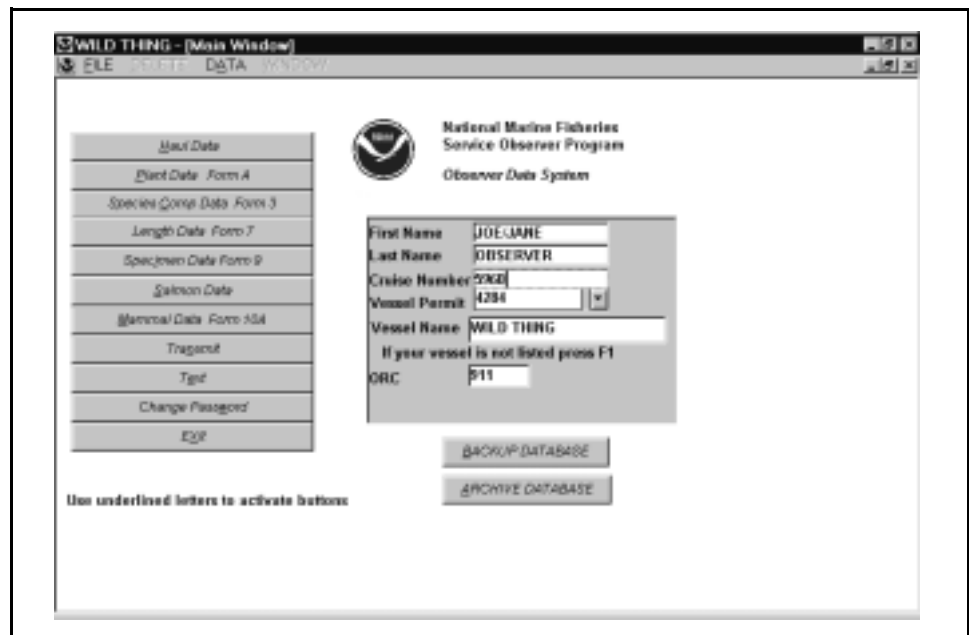 WILD THING - [Main Window]
FILE DELETE DATA WINDOW
National Marine Fisheries
Service Observer Program
Observer Data System
Haul Data
Plant Data Form A
Species Comp Data Form 3
Length Data Form 7
Specimen Data Form 9
Salmon Data
Mammal Data Form 10A
Transmit
Text
Change Password
Exit
Use underlined letters to activate buttons
First Name JOE/JANE
Last Name OBSERVER
Cruise Number
Vessel Permit 4284
Vessel Name WILD THING
If your vessel is not listed press F1
ORC 911
BACKUP DATABASE
ARCHIVE DATABASE